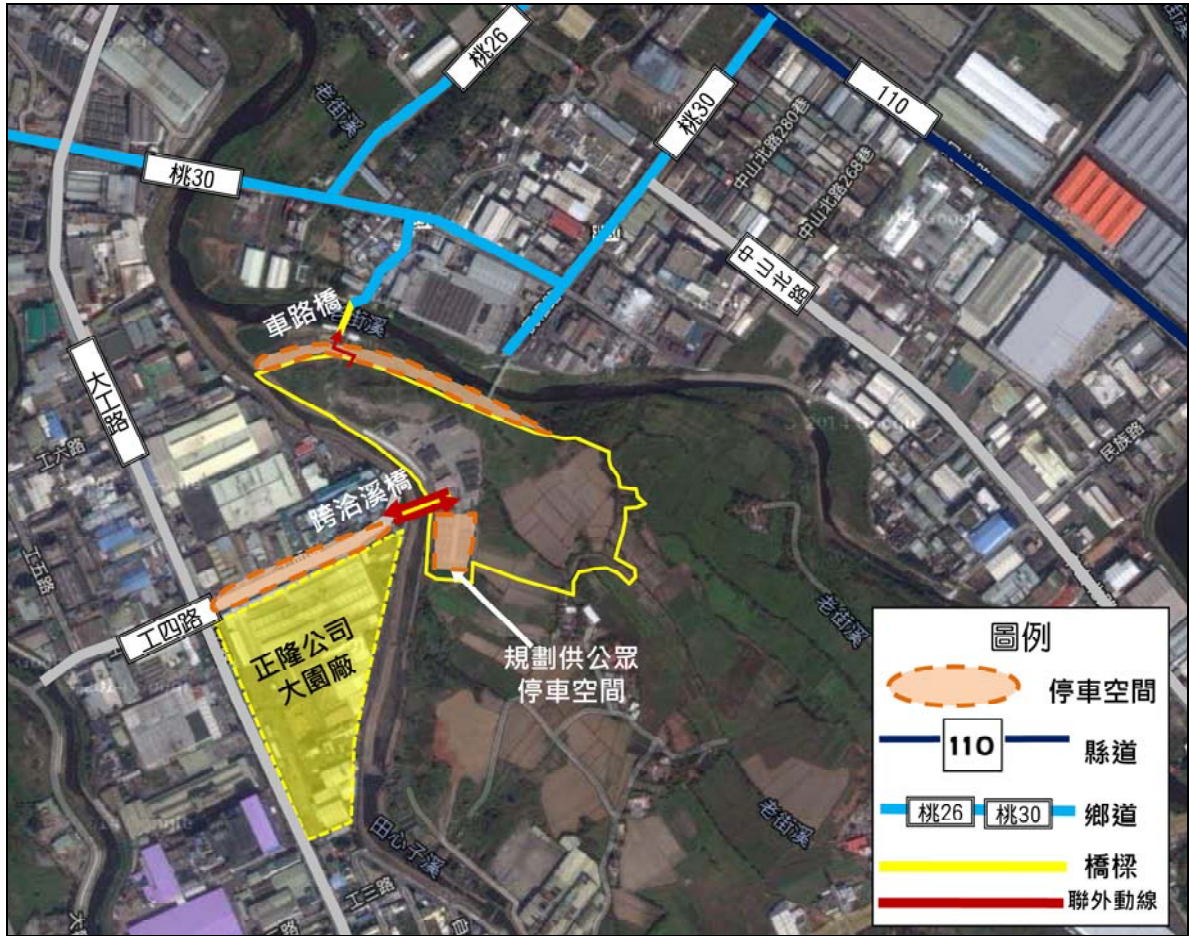 桃26
老街溪
桃30
110
中山北路280巷
中山北路268巷
桃30
中山北路
車路橋
街溪
大工路
工六路
民族路
跨洽溪橋
工五路
工四路
正隆公司
大園廠
規劃供公眾
停車空間
老街溪
老街溪
田心子溪
工三路
圖例
停車空間
110
縣道
桃26
桃30
鄉道
橋樑
聯外動線